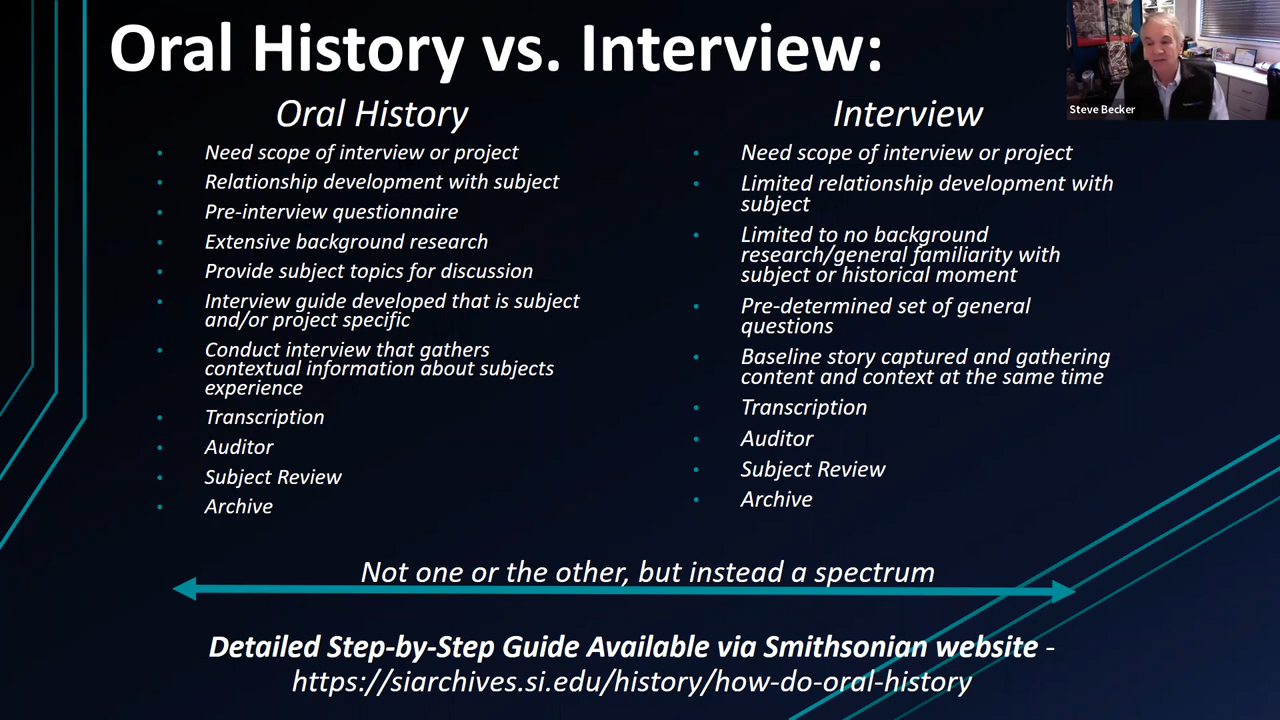 Oral History vs. Interview:
Steve Becker
Oral History
Need scope of interview or project
Relationship development with subject
Pre-interview questionnaire
Extensive background research
Provide subject topics for discussion
Interview guide developed that is subject
and/or project specific
Conduct interview that gathers
contextual information about subjects
experience
Transcription
Auditor
Subject Review
Archive
Interview
Need scope of interview or project
Limited relationship development with
subject
Limited to no background
research/general familiarity with
subject or historical moment
Pre-determined set of general
questions
Baseline story captured and gathering
content and context at the same time
Transcription
Auditor
Subject Review
Archive
Not one or the other, but instead a spectrum
Detailed Step-by-Step Guide Available via Smithsonian website -
https://siarchives.si.edu/history/how-do-oral-history